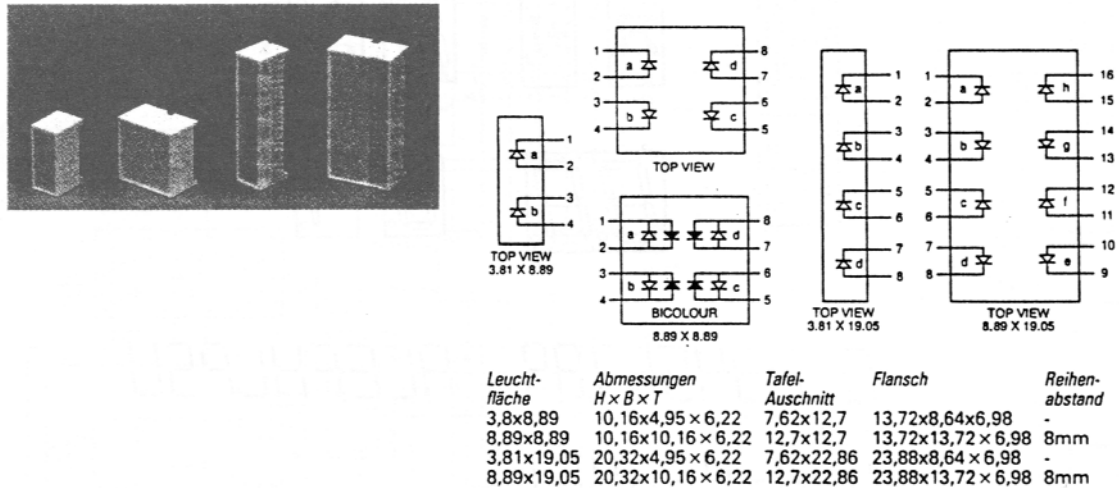 1
2
a
3
4
b
TOP VIEW
3.81 X 8.89
1
2
a
3
4
b
8
7
d
6
5
c
TOP VIEW
1
2
a
3
4
b
8
7
d
6
5
c
BICOLOUR
8.89 X 8.89
1
2
a
3
4
b
5
6
c
7
8
d
TOP VIEW
3.81 X 19.05
1
2
a
3
4
b
5
6
c
7
8
d
16
15
h
14
13
g
12
11
f
10
9
e
TOP VIEW
8.89 X 19.05
Leucht- Abmessungen Tafel- Flansch Reihen-
fläche H × B × T Auschnitt abstand
3,8x8,89 10,16x4,95 × 6,22 7,62x12,7 13,72x8,64x6,98 -
8,89x8,89 10,16x10,16 × 6,22 12,7x12,7 13,72x13,72 × 6,98 8mm
3,81x19,05 20,32x4,95 × 6,22 7,62x22,86 23,88x8,64 × 6,98 -
8,89x19,05 20,32x10,16 × 6,22 12,7x22,86 23,88x13,72 × 6,98 8mm